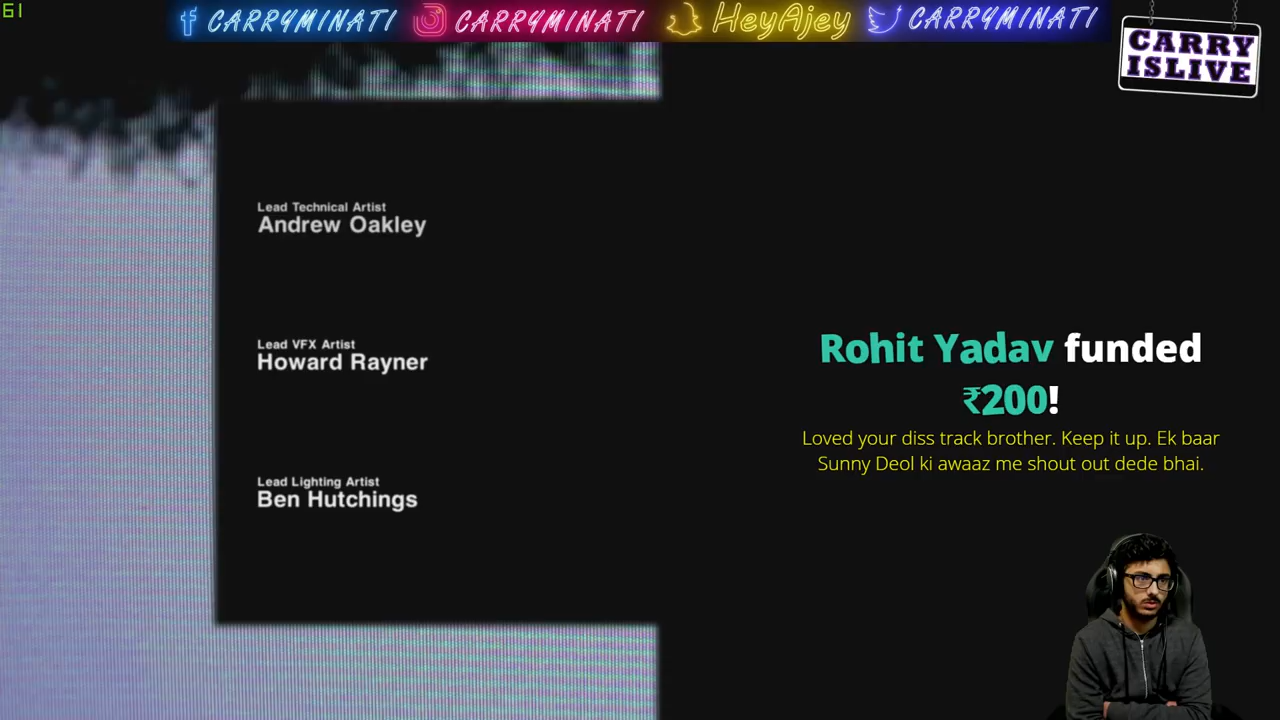 61
CARRYMINATI
CARRYMINATI
HeyAjey
CARRYMINATI
CARRY
ISLIVE
Lead Technical Artist
Andrew Oakley
Lead VFX Artist
Howard Rayner
Lead Lighting Artist
Ben Hutchings
Rohit Yadav funded
₹200!
Loved your diss track brother. Keep it up. Ek baar
Sunny Deol ki awaaz me shout out dede bhai.